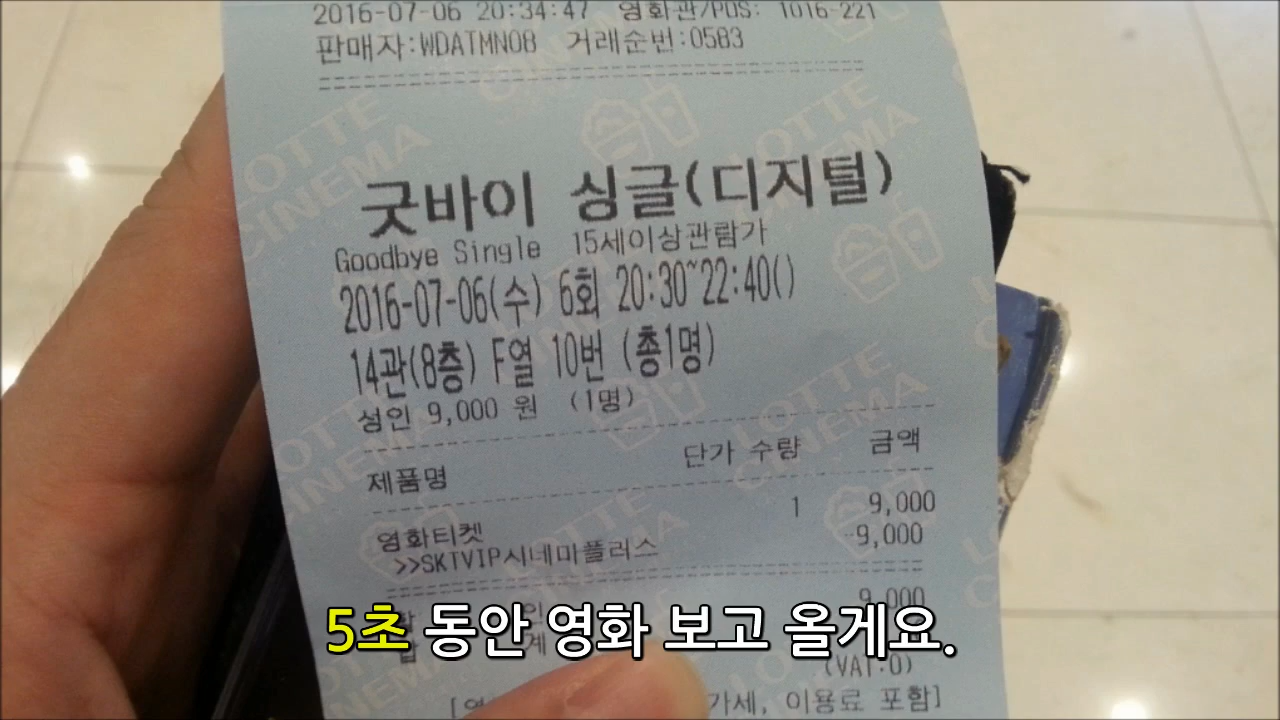 2016-07-06 20:34:47 영화관/POS: 1016-221
판매자:WDATMN08 거래순번:0583
굿바이 싱글(디지털)
Goodbye Single 15세이상관람가
2016-07-06(수) 6회 20:30~22:40()
14관(8층) F열 10번 (총1명)
성인 9,000 원 (1명)
제품명 단가 수량 금액
영화티켓 1 9,000
>>SKTVIP시네마플러스 -9,000
할 인 9,000
5초 동안 영화 보고 올게요.
합 계
(VAT:0)
가세, 이용료 포함]
LOTTE CINEMA